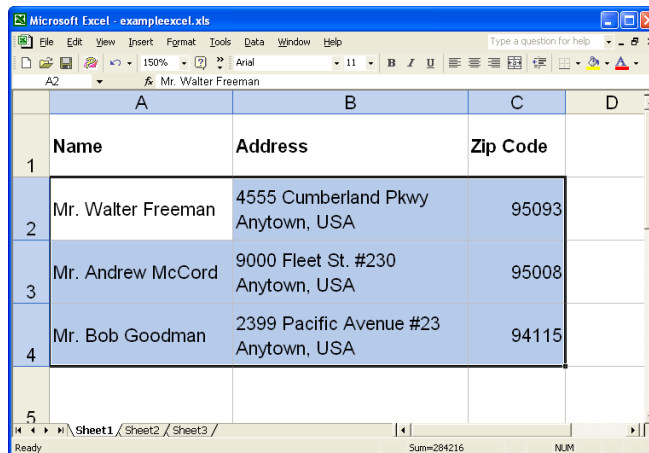 Microsoft Excel - exampleexcel.xls
File Edit View Insert Format Tools Data Window Help Type a question for help
150% Arial 11 B I U A
A2 fx Mr. Walter Freeman
A B C D
1 Name Address Zip Code
2 Mr. Walter Freeman 4555 Cumberland Pkwy 95093
Anytown, USA
3 Mr. Andrew McCord 9000 Fleet St. #230 95008
Anytown, USA
4 Mr. Bob Goodman 2399 Pacific Avenue #23 94115
Anytown, USA
5
Sheet1 / Sheet2 / Sheet3 /
Ready Sum=284216 NUM